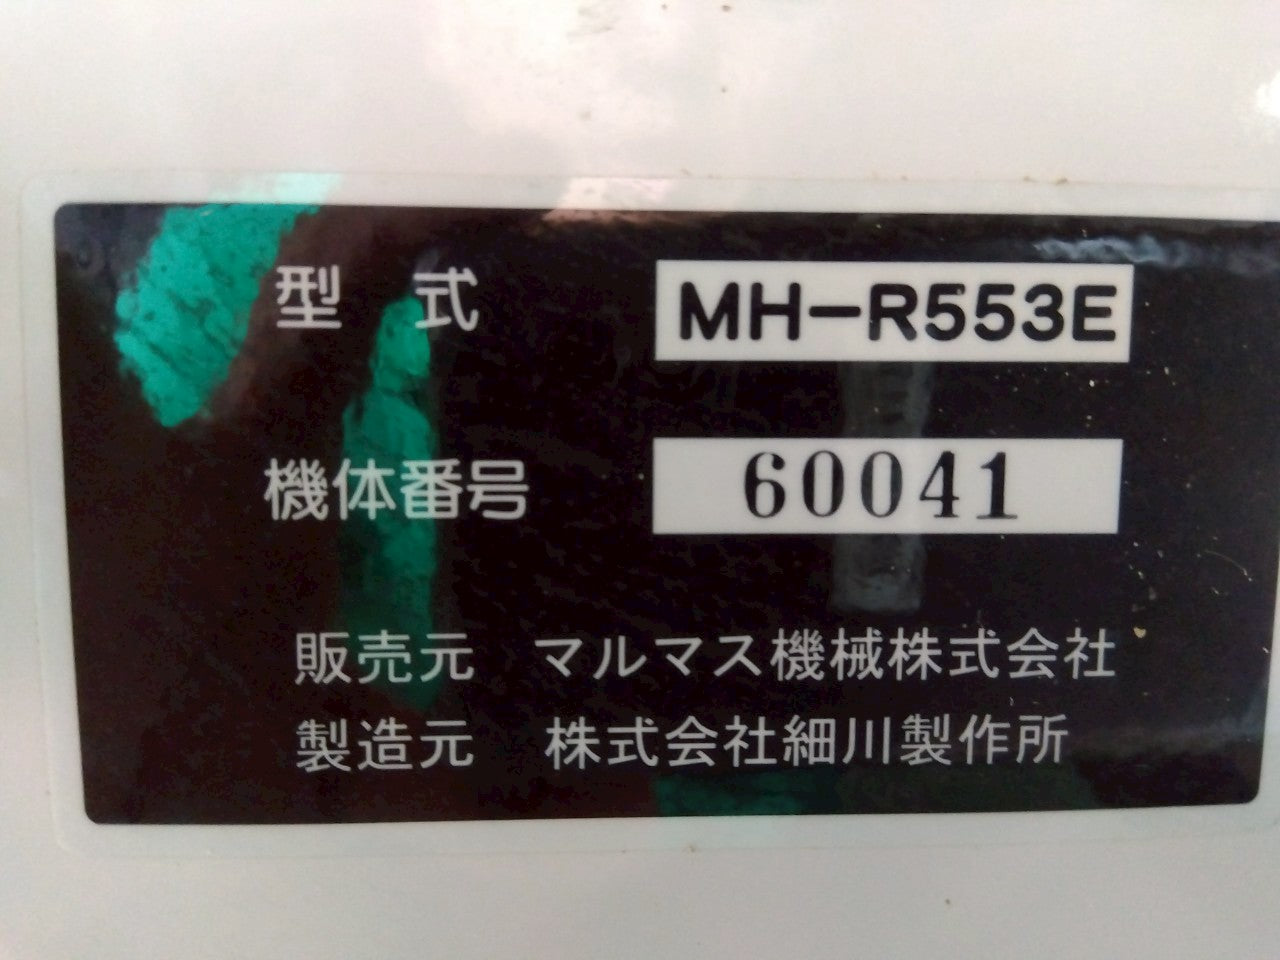 型式 MH-R553E
機体番号 60041
販売元 マルマス機械株式会社
製造元 株式会社細川製作所